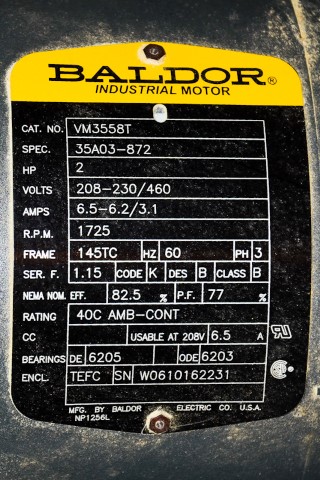 BALDOR®
INDUSTRIAL MOTOR
CAT. NO. VM3558T
SPEC. 35A03-872
HP 2
VOLTS 208-230/460
AMPS 6.5-6.2/3.1
R.P.M. 1725
FRAME 145TC HZ 60 PH 3
SER. F. 1.15 CODE K DES B CLASS B
NEMA NOM. EFF. 82.5 % P.F. 77 %
RATING 40C AMB-CONT
CC USABLE AT 208V 6.5 A
BEARINGS DE 6205 ODE 6203
ENCL. TEFC SN W0610162231
MFG. BY BALDOR ELECTRIC CO. U.S.A.
NP1256L